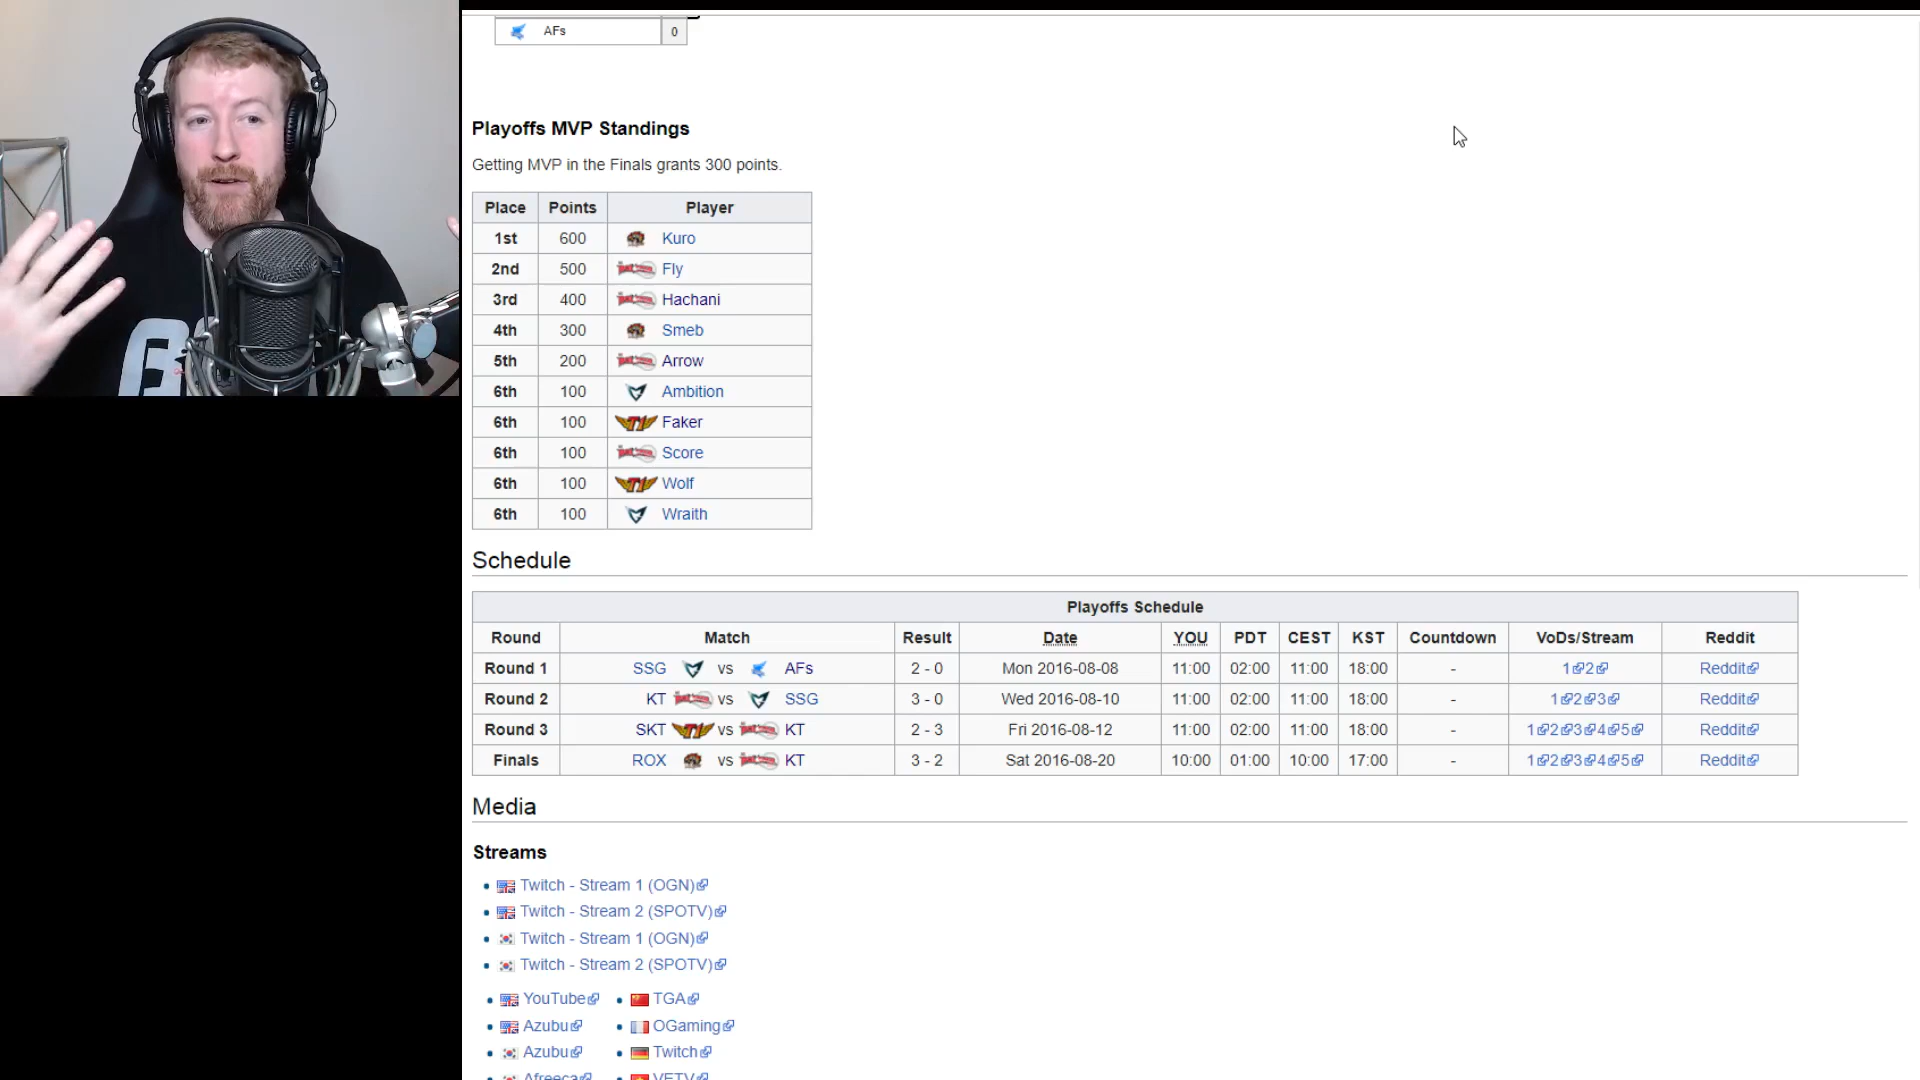 AFs 0
Playoffs MVP Standings
Getting MVP in the Finals grants 300 points.
Place Points Player
1st 600 Kuro
2nd 500 Fly
3rd 400 Hachani
4th 300 Smeb
5th 200 Arrow
6th 100 Ambition
6th 100 Faker
6th 100 Score
6th 100 Wolf
6th 100 Wraith
Schedule
Playoffs Schedule
Round Match Result Date YOU PDT CEST KST Countdown VoDs/Stream Reddit
Round 1 SSG vs AFs 2 - 0 Mon 2016-08-08 11:00 02:00 11:00 18:00 - 1 2 Reddit
Round 2 KT vs SSG 3 - 0 Wed 2016-08-10 11:00 02:00 11:00 18:00 - 1 2 3 Reddit
Round 3 SKT vs KT 2 - 3 Fri 2016-08-12 11:00 02:00 11:00 18:00 - 1 2 3 4 5 Reddit
Finals ROX vs KT 3 - 2 Sat 2016-08-20 10:00 01:00 10:00 17:00 - 1 2 3 4 5 Reddit
Media
Streams
Twitch - Stream 1 (OGN)
Twitch - Stream 2 (SPOTV)
Twitch - Stream 1 (OGN)
Twitch - Stream 2 (SPOTV)
YouTube TGA
Azubu OGaming
Azubu Twitch
Afreeca VETV